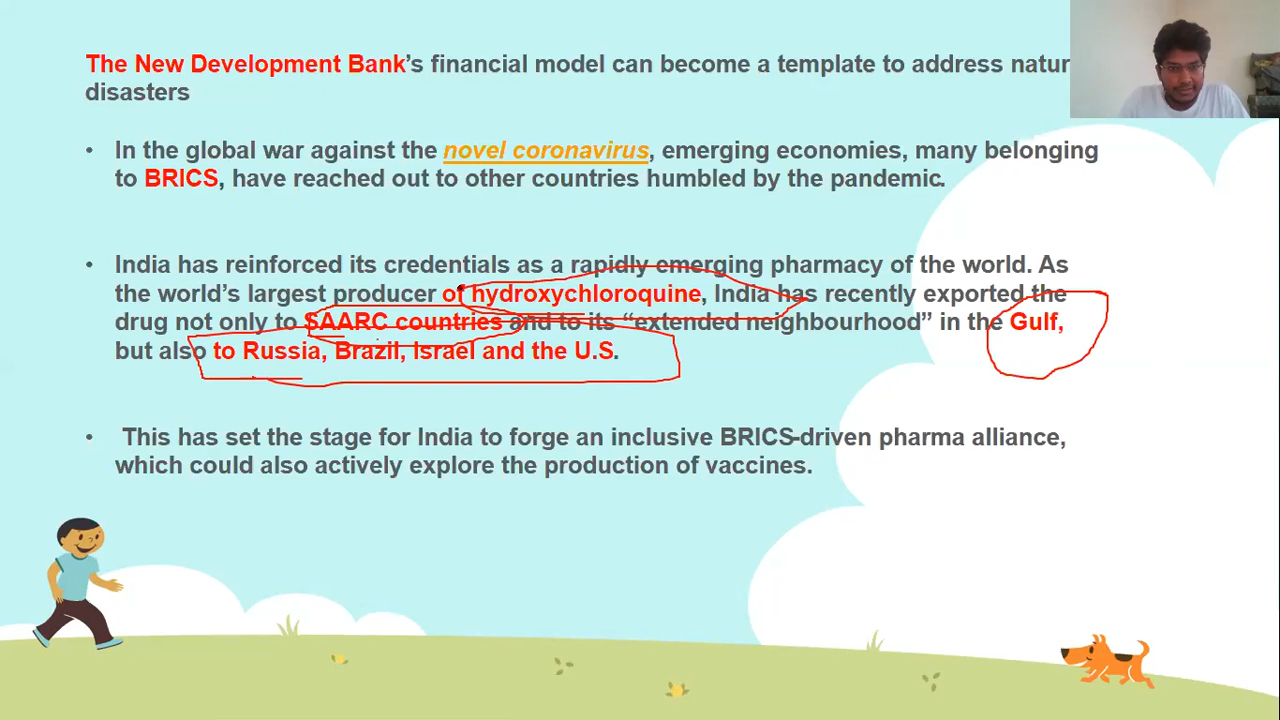 The New Development Bank's financial model can become a template to address natur
disasters
• In the global war against the novel coronavirus, emerging economies, many belonging
to BRICS, have reached out to other countries humbled by the pandemic.
• India has reinforced its credentials as a rapidly emerging pharmacy of the world. As
the world's largest producer of hydroxychloroquine, India has recently exported the
drug not only to SAARC countries and to its “extended neighbourhood” in the Gulf,
but also to Russia, Brazil, Israel and the U.S.
• This has set the stage for India to forge an inclusive BRICS-driven pharma alliance,
which could also actively explore the production of vaccines.